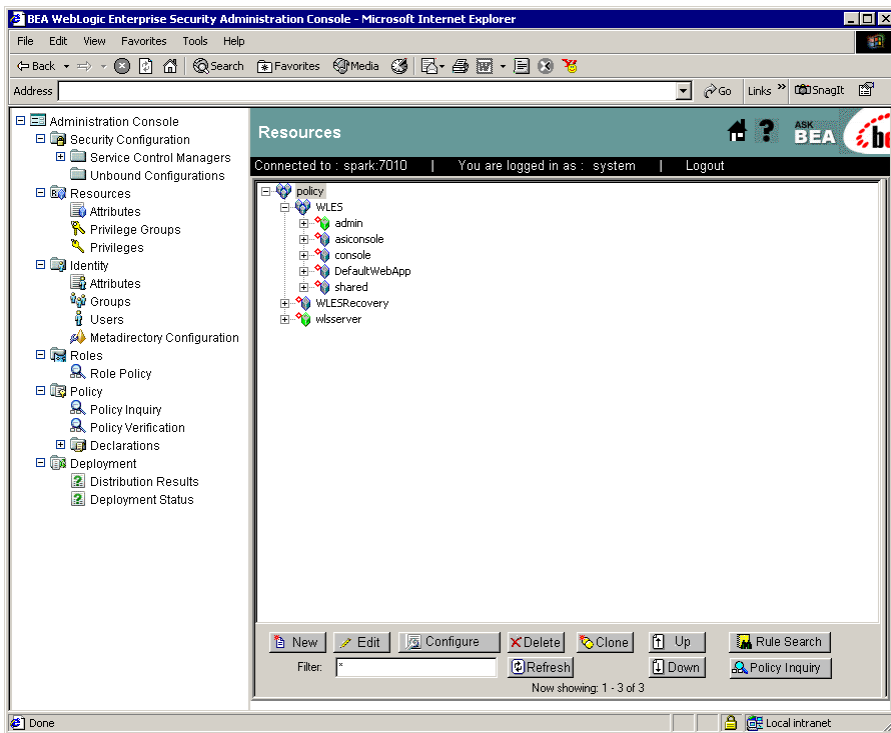 BEA WebLogic Enterprise Security Administration Console - Microsoft Internet Explorer
File Edit View Favorites Tools Help
Back Search Favorites Media
Address Go Links » SnagIt
Administration Console
Security Configuration
Service Control Managers
Unbound Configurations
Resources
Attributes
Privilege Groups
Privileges
Identity
Attributes
Groups
Users
Metadirectory Configuration
Roles
Role Policy
Policy
Policy Inquiry
Policy Verification
Declarations
Deployment
Distribution Results
Deployment Status
Resources
? ASK BEA
Connected to : spark:7010 | You are logged in as : system | Logout
policy
WLES
admin
asiconsole
console
DefaultWebApp
shared
WLESRecovery
wlsserver
New Edit Configure Delete Clone Up Rule Search
Filter: * Refresh Down Policy Inquiry
Now showing: 1 - 3 of 3
Done Local intranet